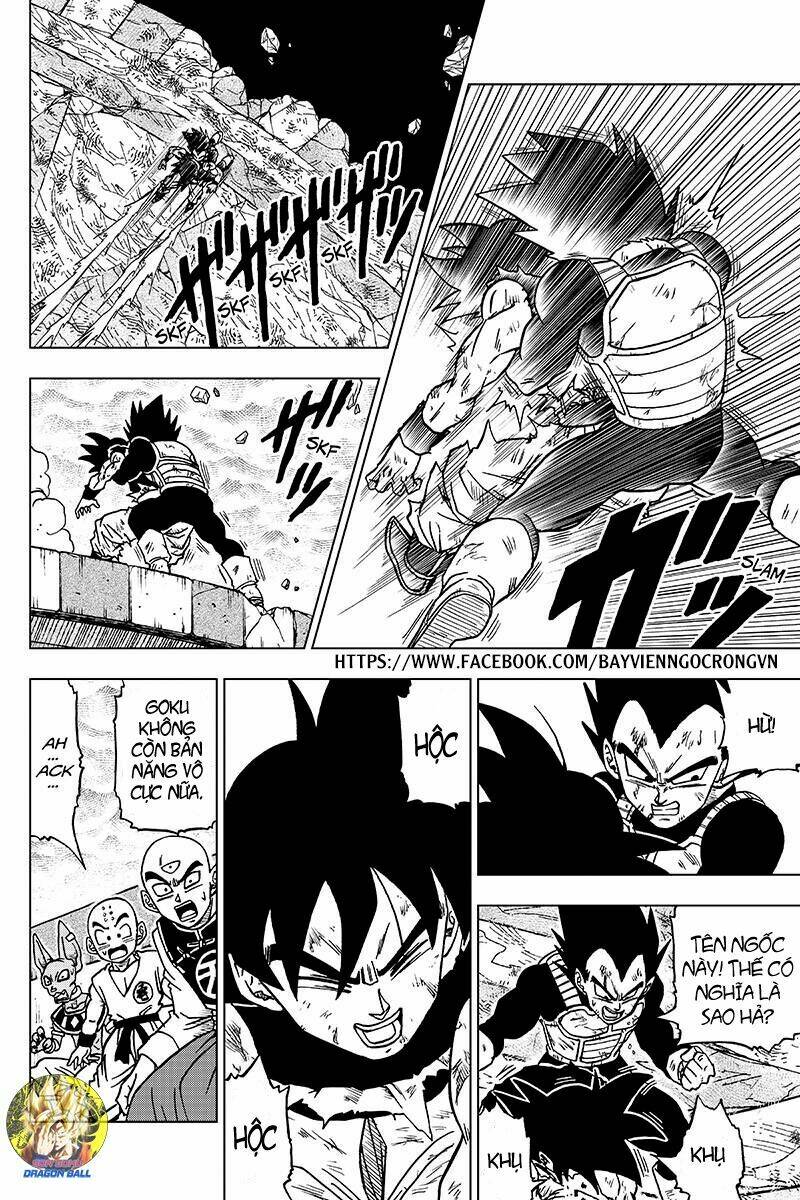 ガッ
SLAM
ザザザザ
SKF
SKF
SKF
SKF
ザザッ
SKF
HTTPS://WWW.FACEBOOK.COM/BAYVIENNGOCRONGVN
HỪ!
TÊN NGỐC
NÀY! THẾ CÓ
NGHĨA LÀ
SAO HẢ?
KHỤ
KHỤ
HỘC
HỘC
GOKU
KHÔNG
CÒN BẢN
NĂNG VÔ
CỰC NỮA.
AH
...
ACK
...
DRAGON BALL